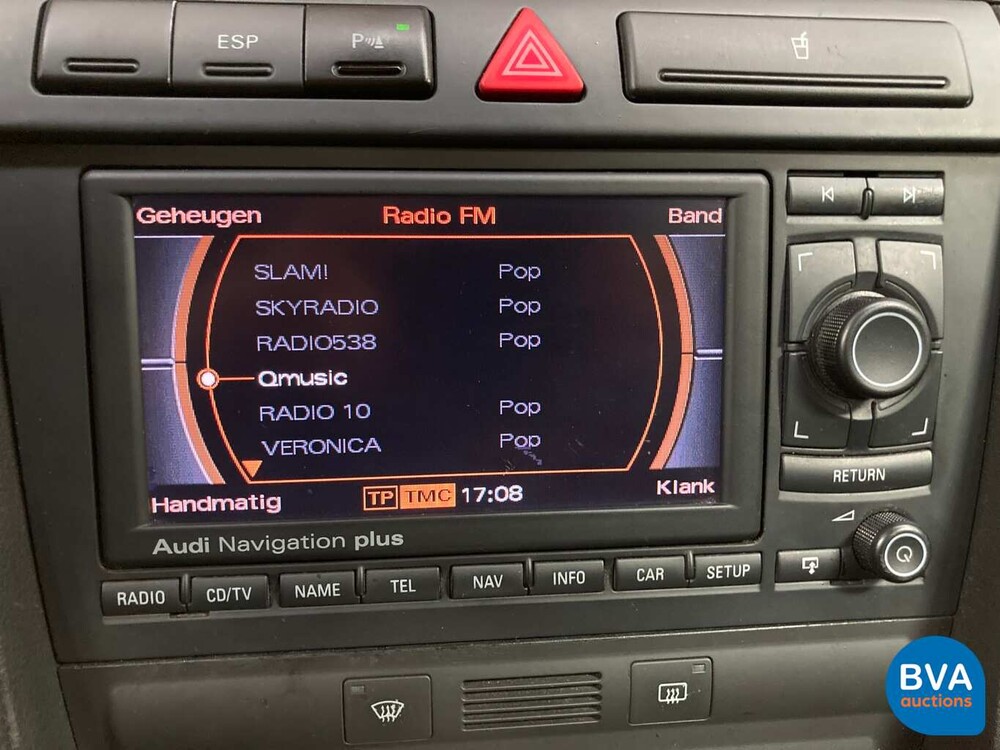 ESP P
Geheugen Radio FM Band
SLAM! Pop
SKYRADIO Pop
RADIO538 Pop
Qmusic
RADIO 10 Pop
VERONICA Pop
Handmatig TP TMC 17:08 Klank
Audi Navigation plus
RETURN
RADIO CD/TV NAME TEL NAV INFO CAR SETUP
BVA
auctions